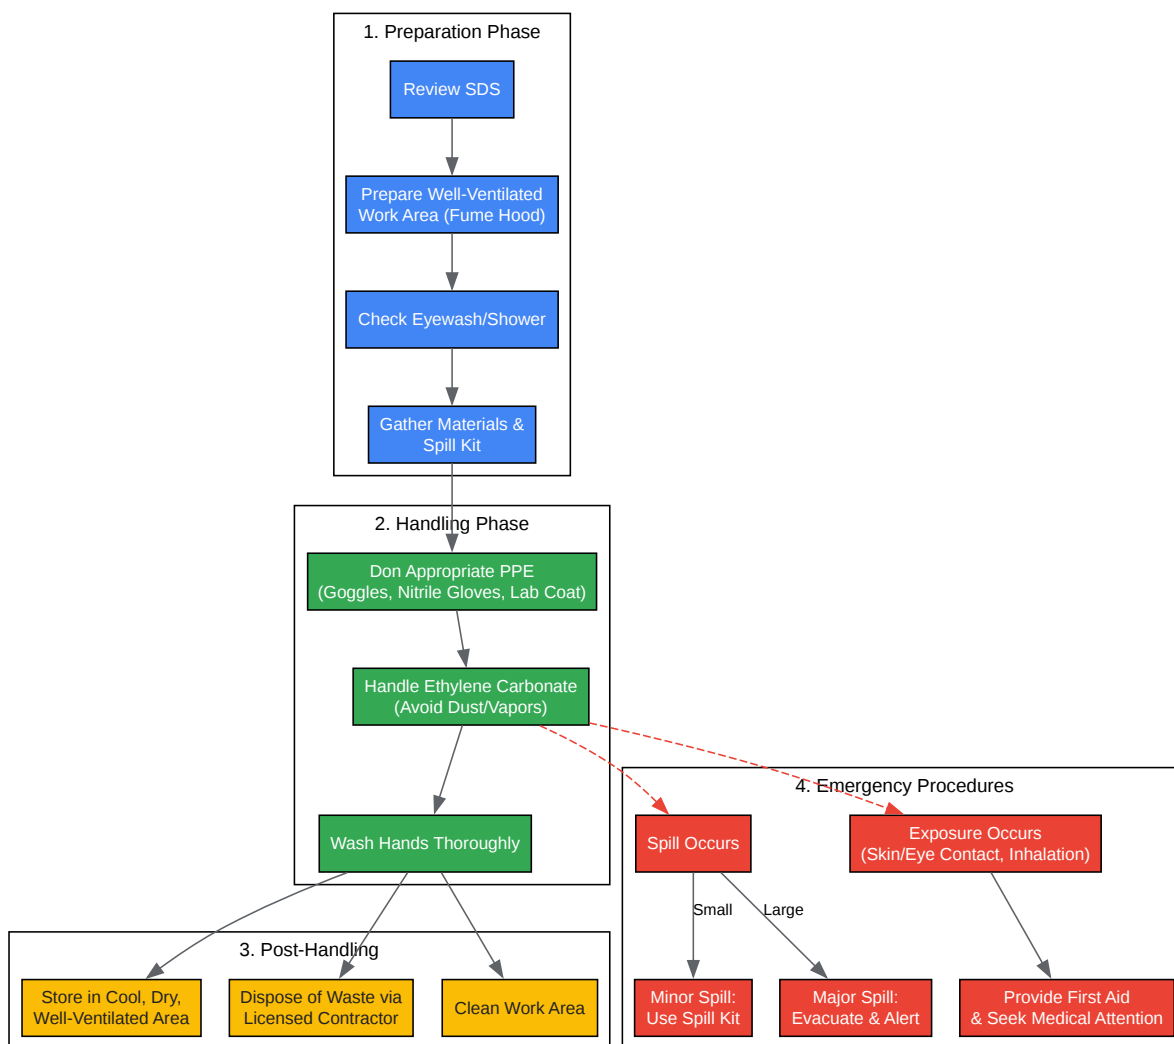 1. Preparation Phase
Review SDS
Prepare Well-Ventilated
Work Area (Fume Hood)
Check Eyewash/Shower
Gather Materials &
Spill Kit
2. Handling Phase
Don Appropriate PPE
(Goggles, Nitrile Gloves, Lab Coat)
Handle Ethylene Carbonate
(Avoid Dust/Vapors)
Wash Hands Thoroughly
3. Post-Handling
Store in Cool, Dry,
Well-Ventilated Area
Dispose of Waste via
Licensed Contractor
Clean Work Area
4. Emergency Procedures
Spill Occurs
Exposure Occurs
(Skin/Eye Contact, Inhalation)
Small
Large
Minor Spill:
Use Spill Kit
Major Spill:
Evacuate & Alert
Provide First Aid
& Seek Medical Attention